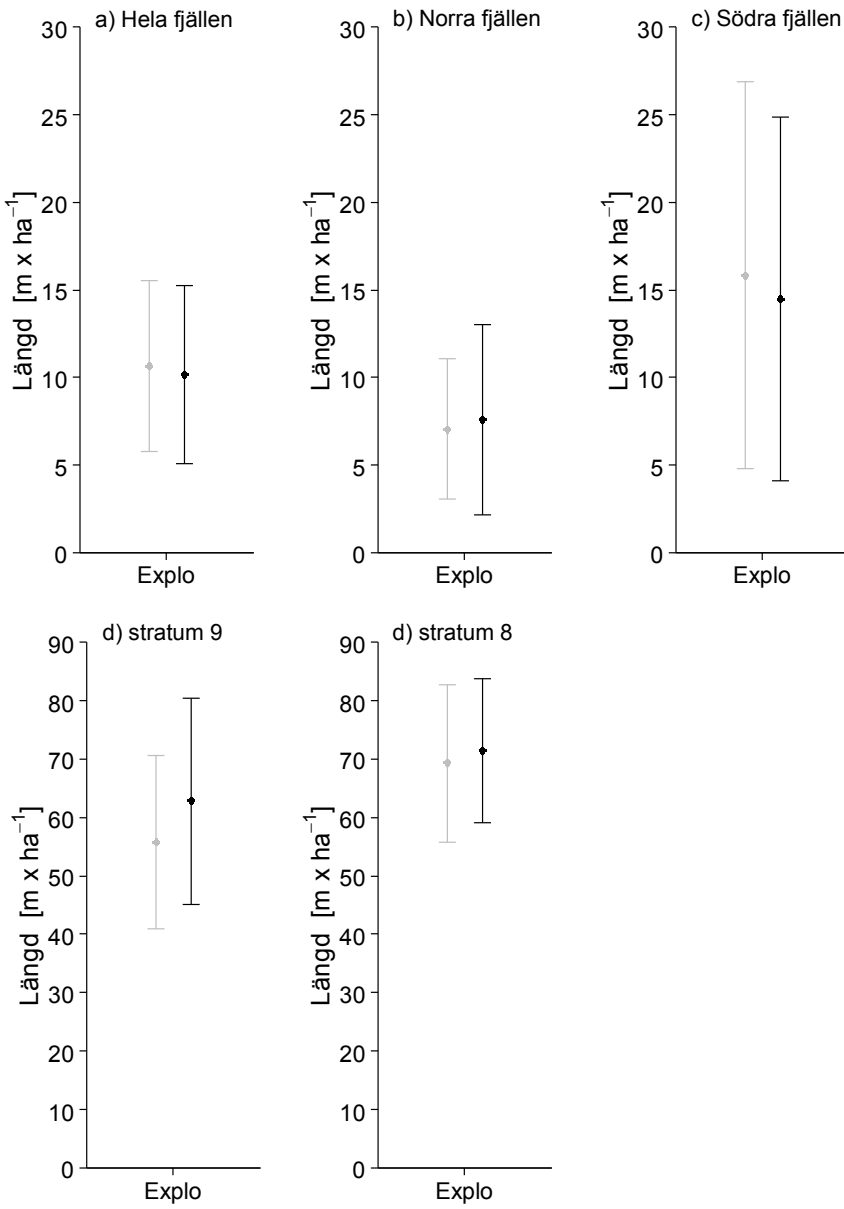 a) Hela fjällen
30
25
20
15
10
5
0
Längd [m x ha⁻¹]
Explo
b) Norra fjällen
30
25
20
15
10
5
0
Längd [m x ha⁻¹]
Explo
c) Södra fjällen
30
25
20
15
10
5
0
Längd [m x ha⁻¹]
Explo
d) stratum 9
90
80
70
60
50
40
30
20
10
0
Längd [m x ha⁻¹]
Explo
d) stratum 8
90
80
70
60
50
40
30
20
10
0
Längd [m x ha⁻¹]
Explo